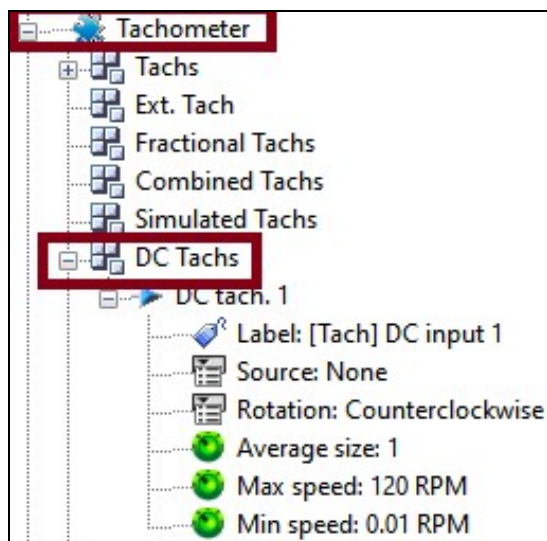 Tachometer
Tachs
Ext. Tach
Fractional Tachs
Combined Tachs
Simulated Tachs
DC Tachs
DC tach. 1
Label: [Tach] DC input 1
Source: None
Rotation: Counterclockwise
Average size: 1
Max speed: 120 RPM
Min speed: 0.01 RPM